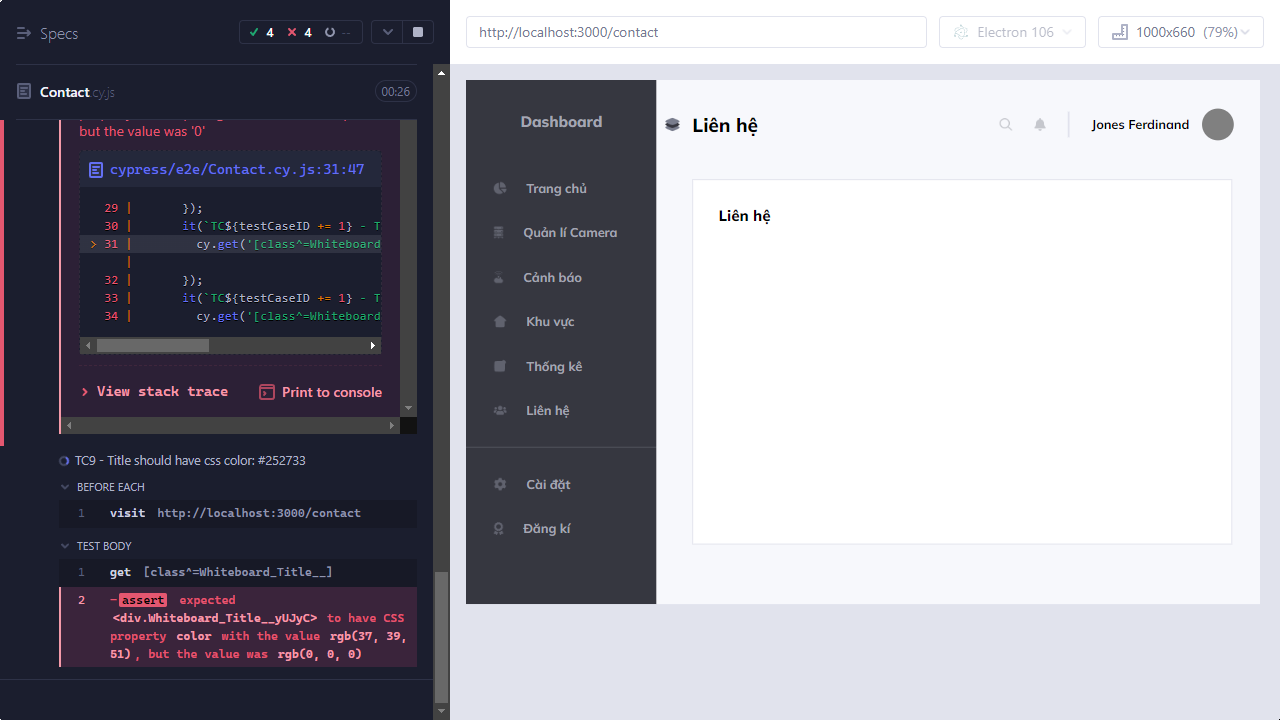 Specs
4
4
--
Contact.cy.js
00:26
but the value was '0'
cypress/e2e/Contact.cy.js:31:47
29 | });
30 | it(`TC${testCaseID += 1} - T
> 31 | cy.get('[class^=Whiteboard
|
32 | });
33 | it(`TC${testCaseID += 1} - T
34 | cy.get('[class^=Whiteboard
> View stack trace
Print to console
TC9 - Title should have css color: #252733
BEFORE EACH
1 visit http://localhost:3000/contact
TEST BODY
1 get [class^=Whiteboard_Title__]
2 -assert expected
<div.Whiteboard_Title__yUJyC> to have CSS
property color with the value rgb(37, 39,
51), but the value was rgb(0, 0, 0)
http://localhost:3000/contact
Electron 106
1000x660 (79%)
Dashboard
Trang chủ
Quản lí Camera
Cảnh báo
Khu vực
Thống kê
Liên hệ
Cài đặt
Đăng kí
Liên hệ
Jones Ferdinand
Liên hệ